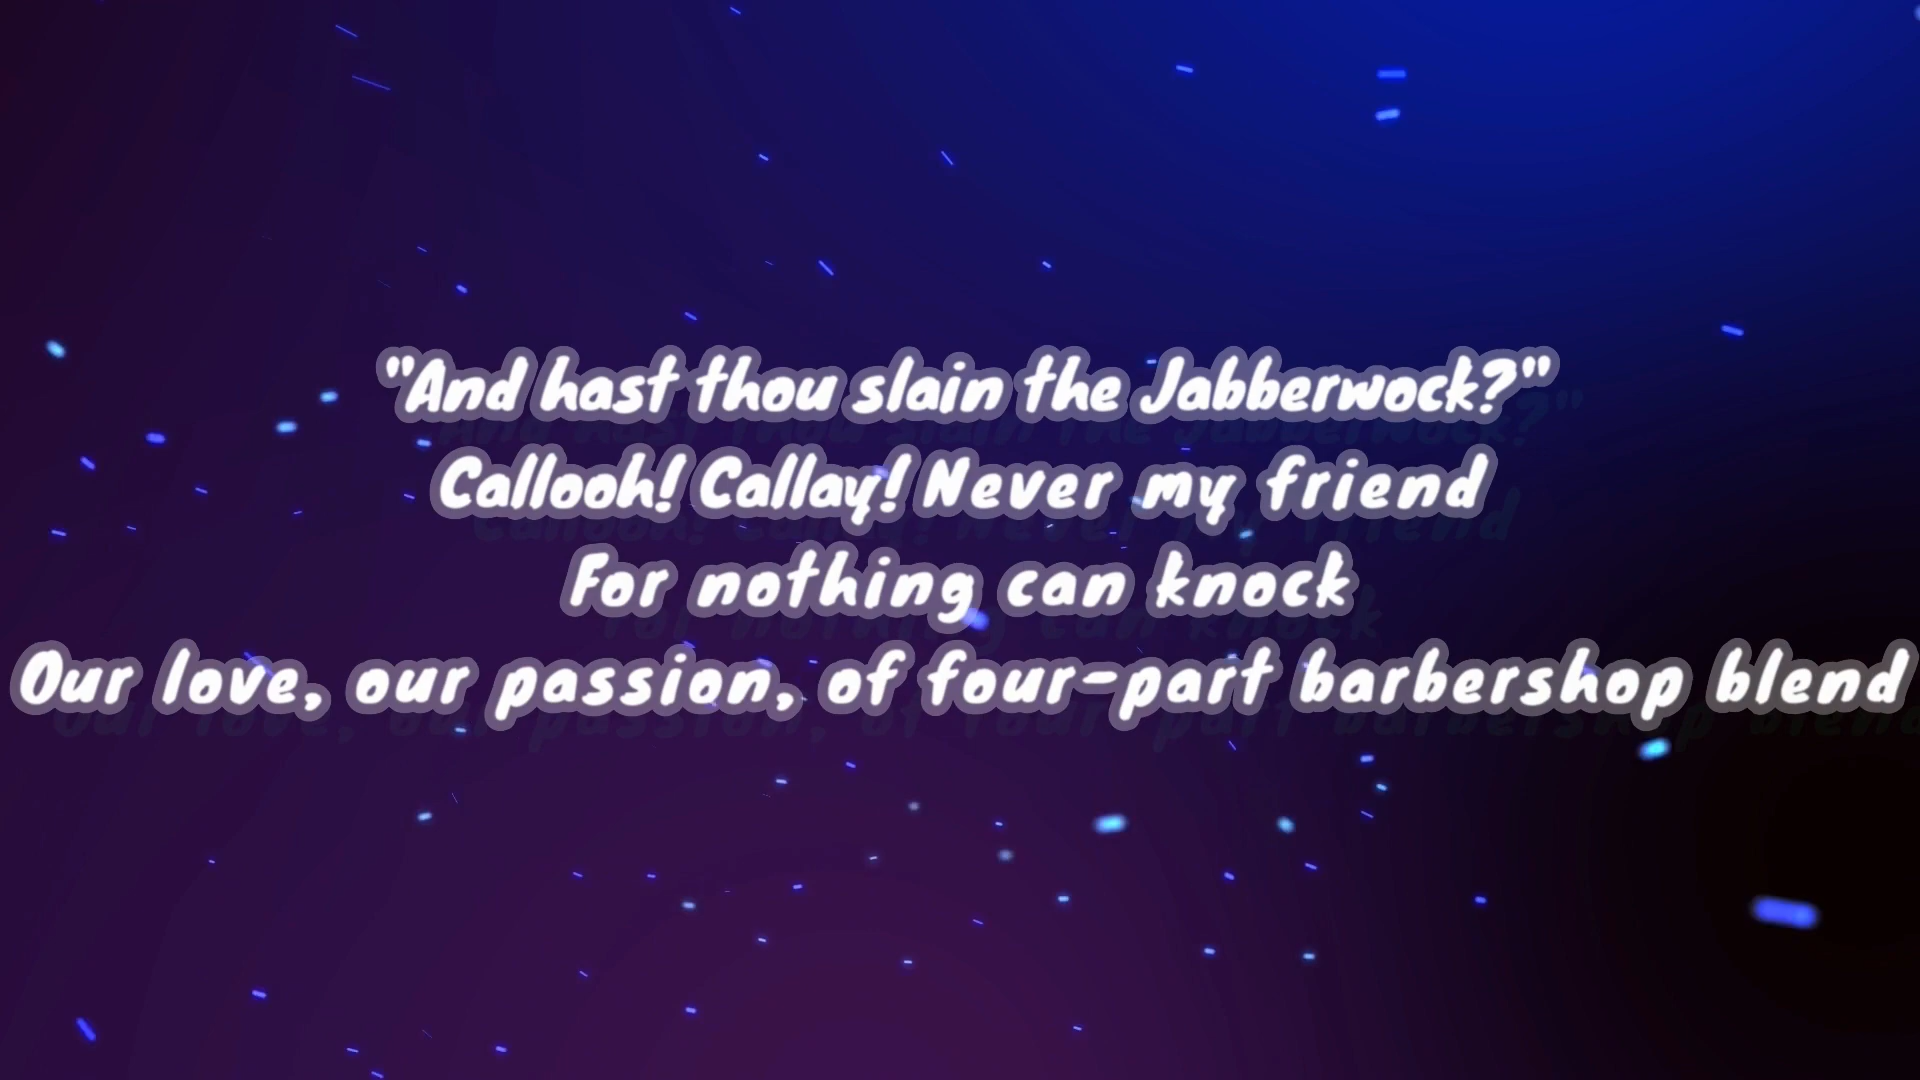 "And hast thou slain the Jabberwock?"
Callooh! Callay! Never my friend
For nothing can knock
Our love, our passion, of four-part barbershop blend